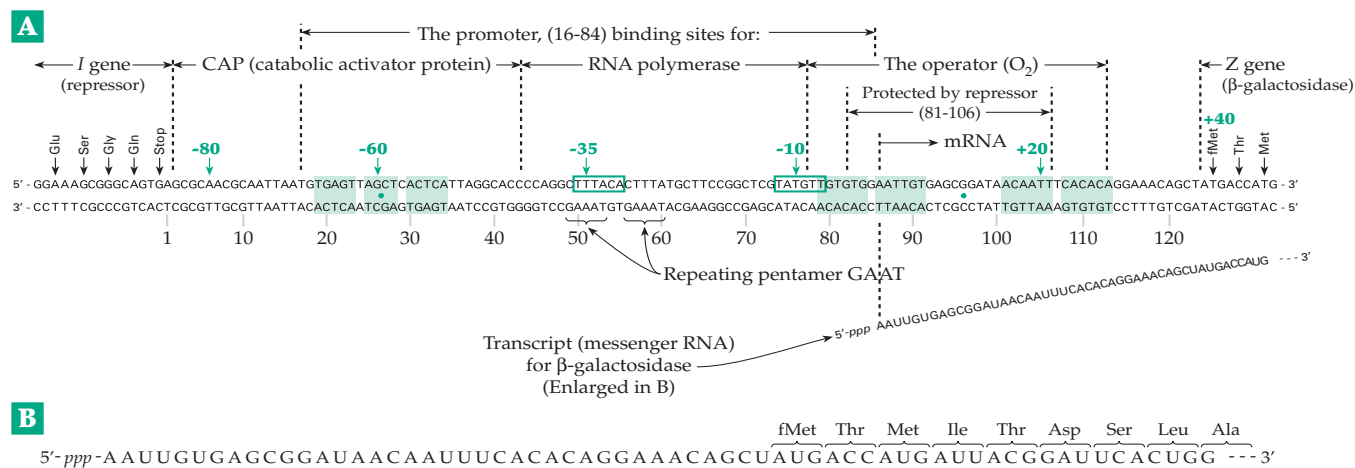 A
The promoter, (16-84) binding sites for:
I gene
(repressor)
CAP (catabolic activator protein)
RNA polymerase
The operator (O2)
Z gene
(β-galactosidase)
Protected by repressor
(81-106)
Glu Ser Gly Gln Stop
-80 -60 -35 -10
mRNA
+20
+40
fMet Thr Met
5′ - GGAAAGCGGGCAGTGAGCGCAACGCAATTAATGTGAGTTAGCTCACTCATTAGGCACCCCAGGCTTTACACTTTATGCTTCCGGCTCGTATGTTGTGTGGAATTGTGAGCGGATAACAATTTCACACAGGAAACAGCTATGACCATG - 3′
3′ - CCTTTCGCCCGTCACTCGCGTTGCGTTAATTACACTCAATCGAGTGAGTAATCCGTGGGGTCCGAAATGTGAAATACGAAGGCCGAGCATACAACACACCTTAACACTCGCCTATTGTTAAAGTGTGTCCTTTGTCGATACTGGTAC - 5′
1 10 20 30 40 50 60 70 80 90 100 110 120
Repeating pentamer GAAT
5′-ppp AAUUGUGAGCGGAUAACAAUUUCACACAGGAAACAGCUAUGACCAUG --- 3′
Transcript (messenger RNA)
for β-galactosidase
(Enlarged in B)
B
fMet Thr Met Ile Thr Asp Ser Leu Ala
5′- ppp -AAUUGUGAGCGGAUAACAAUUUCACACAGGAAACAGCUAUGACCAUGAUUACGGAUUCACUGG --- 3′